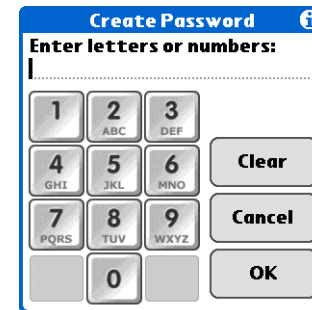 Create Password i
Enter letters or numbers:
1 2 3
ABC DEF
4 5 6 Clear
GHI JKL MNO
7 8 9 Cancel
PQRS TUV WXYZ
0 OK